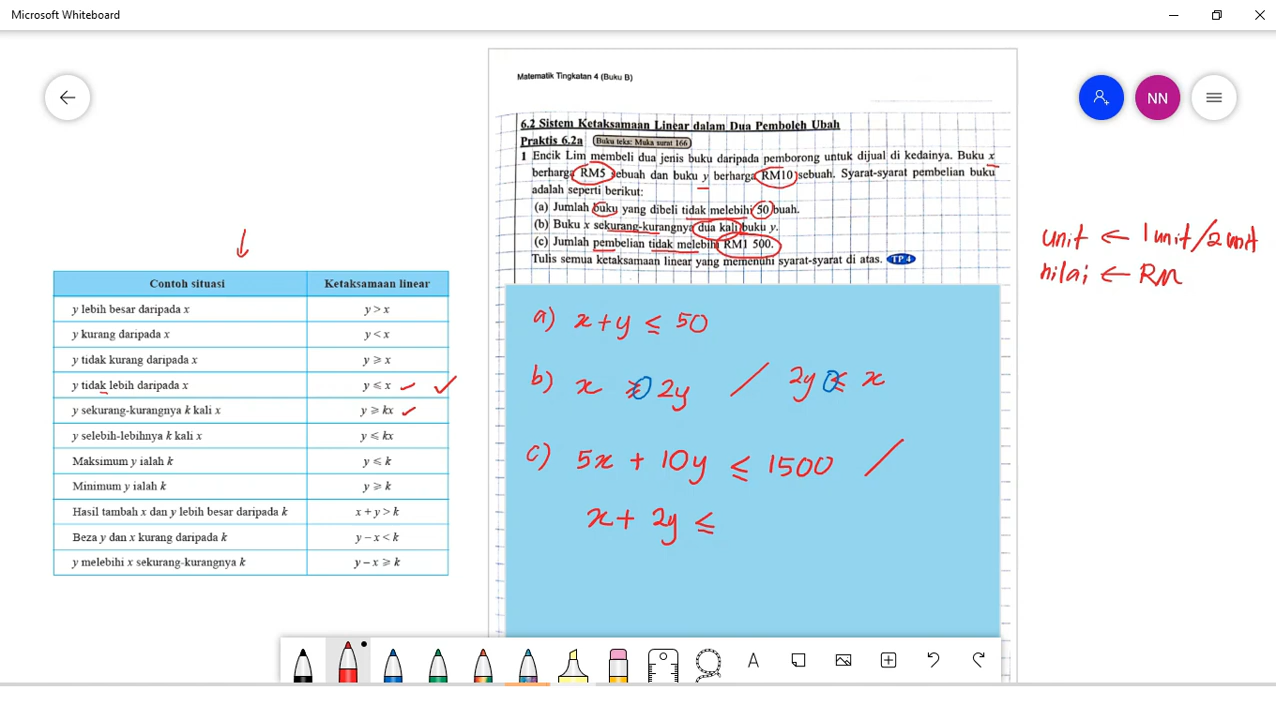 Microsoft Whiteboard
NN
Matematik Tingkatan 4 (Buku B)
6.2 Sistem Ketaksamaan Linear dalam Dua Pemboleh Ubah
Praktis 6.2a Buku teks: Muka surat 166
1 Encik Lim membeli dua jenis buku daripada pemborong untuk dijual di kedainya. Buku x
berharga RM5 sebuah dan buku y berharga RM10 sebuah. Syarat-syarat pembelian buku
adalah seperti berikut:
(a) Jumlah buku yang dibeli tidak melebihi 50 buah.
(b) Buku x sekurang-kurangnya dua kali buku y.
(c) Jumlah pembelian tidak melebihi RM1 500.
Tulis semua ketaksamaan linear yang memenuhi syarat-syarat di atas. TP 4
unit ← 1 unit/2 unit
nilai ← RM
Contoh situasi Ketaksamaan linear
y lebih besar daripada x y > x
y kurang daripada x y < x
y tidak kurang daripada x y ⩾ x
y tidak lebih daripada x y ⩽ x
y sekurang-kurangnya k kali x y ⩾ kx
y selebih-lebihnya k kali x y ⩽ kx
Maksimum y ialah k y ⩽ k
Minimum y ialah k y ⩾ k
Hasil tambah x dan y lebih besar daripada k x + y > k
Beza y dan x kurang daripada k y − x < k
y melebihi x sekurang-kurangnya k y − x ⩾ k
a) x + y ≤ 50
b) x ≥ 2y / 2y ≤ x
c) 5x + 10y ≤ 1500 /
x + 2y ≤
A